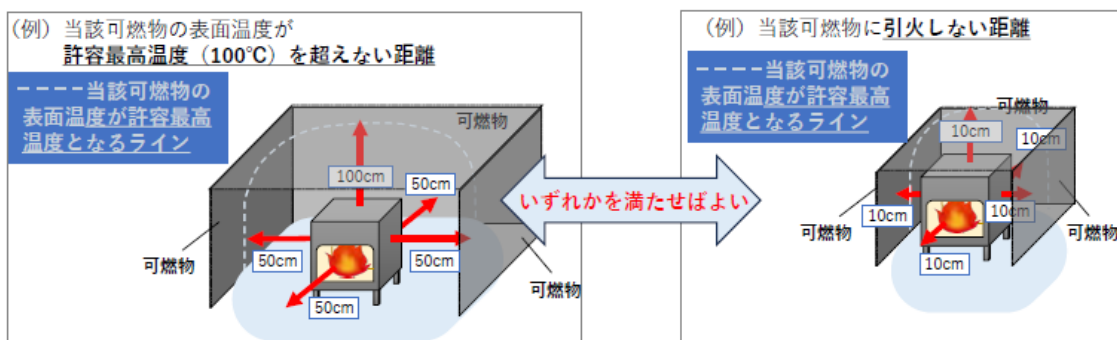 （例）当該可燃物の表面温度が
許容最高温度（100℃）を超えない距離
----当該可燃物の
表面温度が許容最高
温度となるライン
可燃物
100cm
50cm
50cm
50cm
50cm
可燃物
可燃物
いずれかを満たせばよい
（例）当該可燃物に引火しない距離
----当該可燃物の
表面温度が許容最高
温度となるライン
可燃物
10cm
10cm
10cm
10cm
10cm
可燃物
可燃物